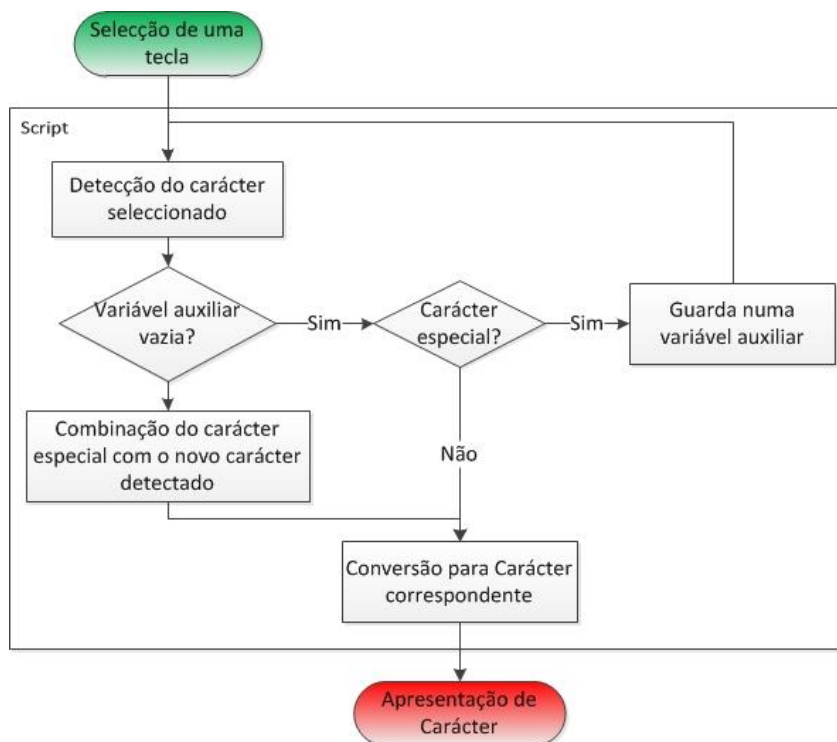 Selecção de uma
tecla
Script
Detecção do carácter
seleccionado
Variável auxiliar
vazia?
Sim
Carácter
especial?
Sim
Guarda numa
variável auxiliar
Combinação do carácter
especial com o novo carácter
detectado
Não
Conversão para Carácter
correspondente
Apresentação de
Carácter